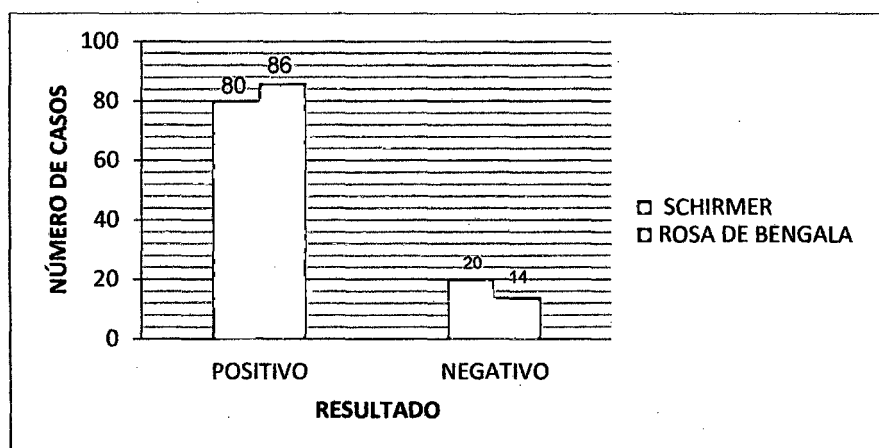 100
80
60
40
20
0
NÚMERO DE CASOS
80
86
20
14
POSITIVO
NEGATIVO
RESULTADO
SCHIRMER
ROSA DE BENGALA